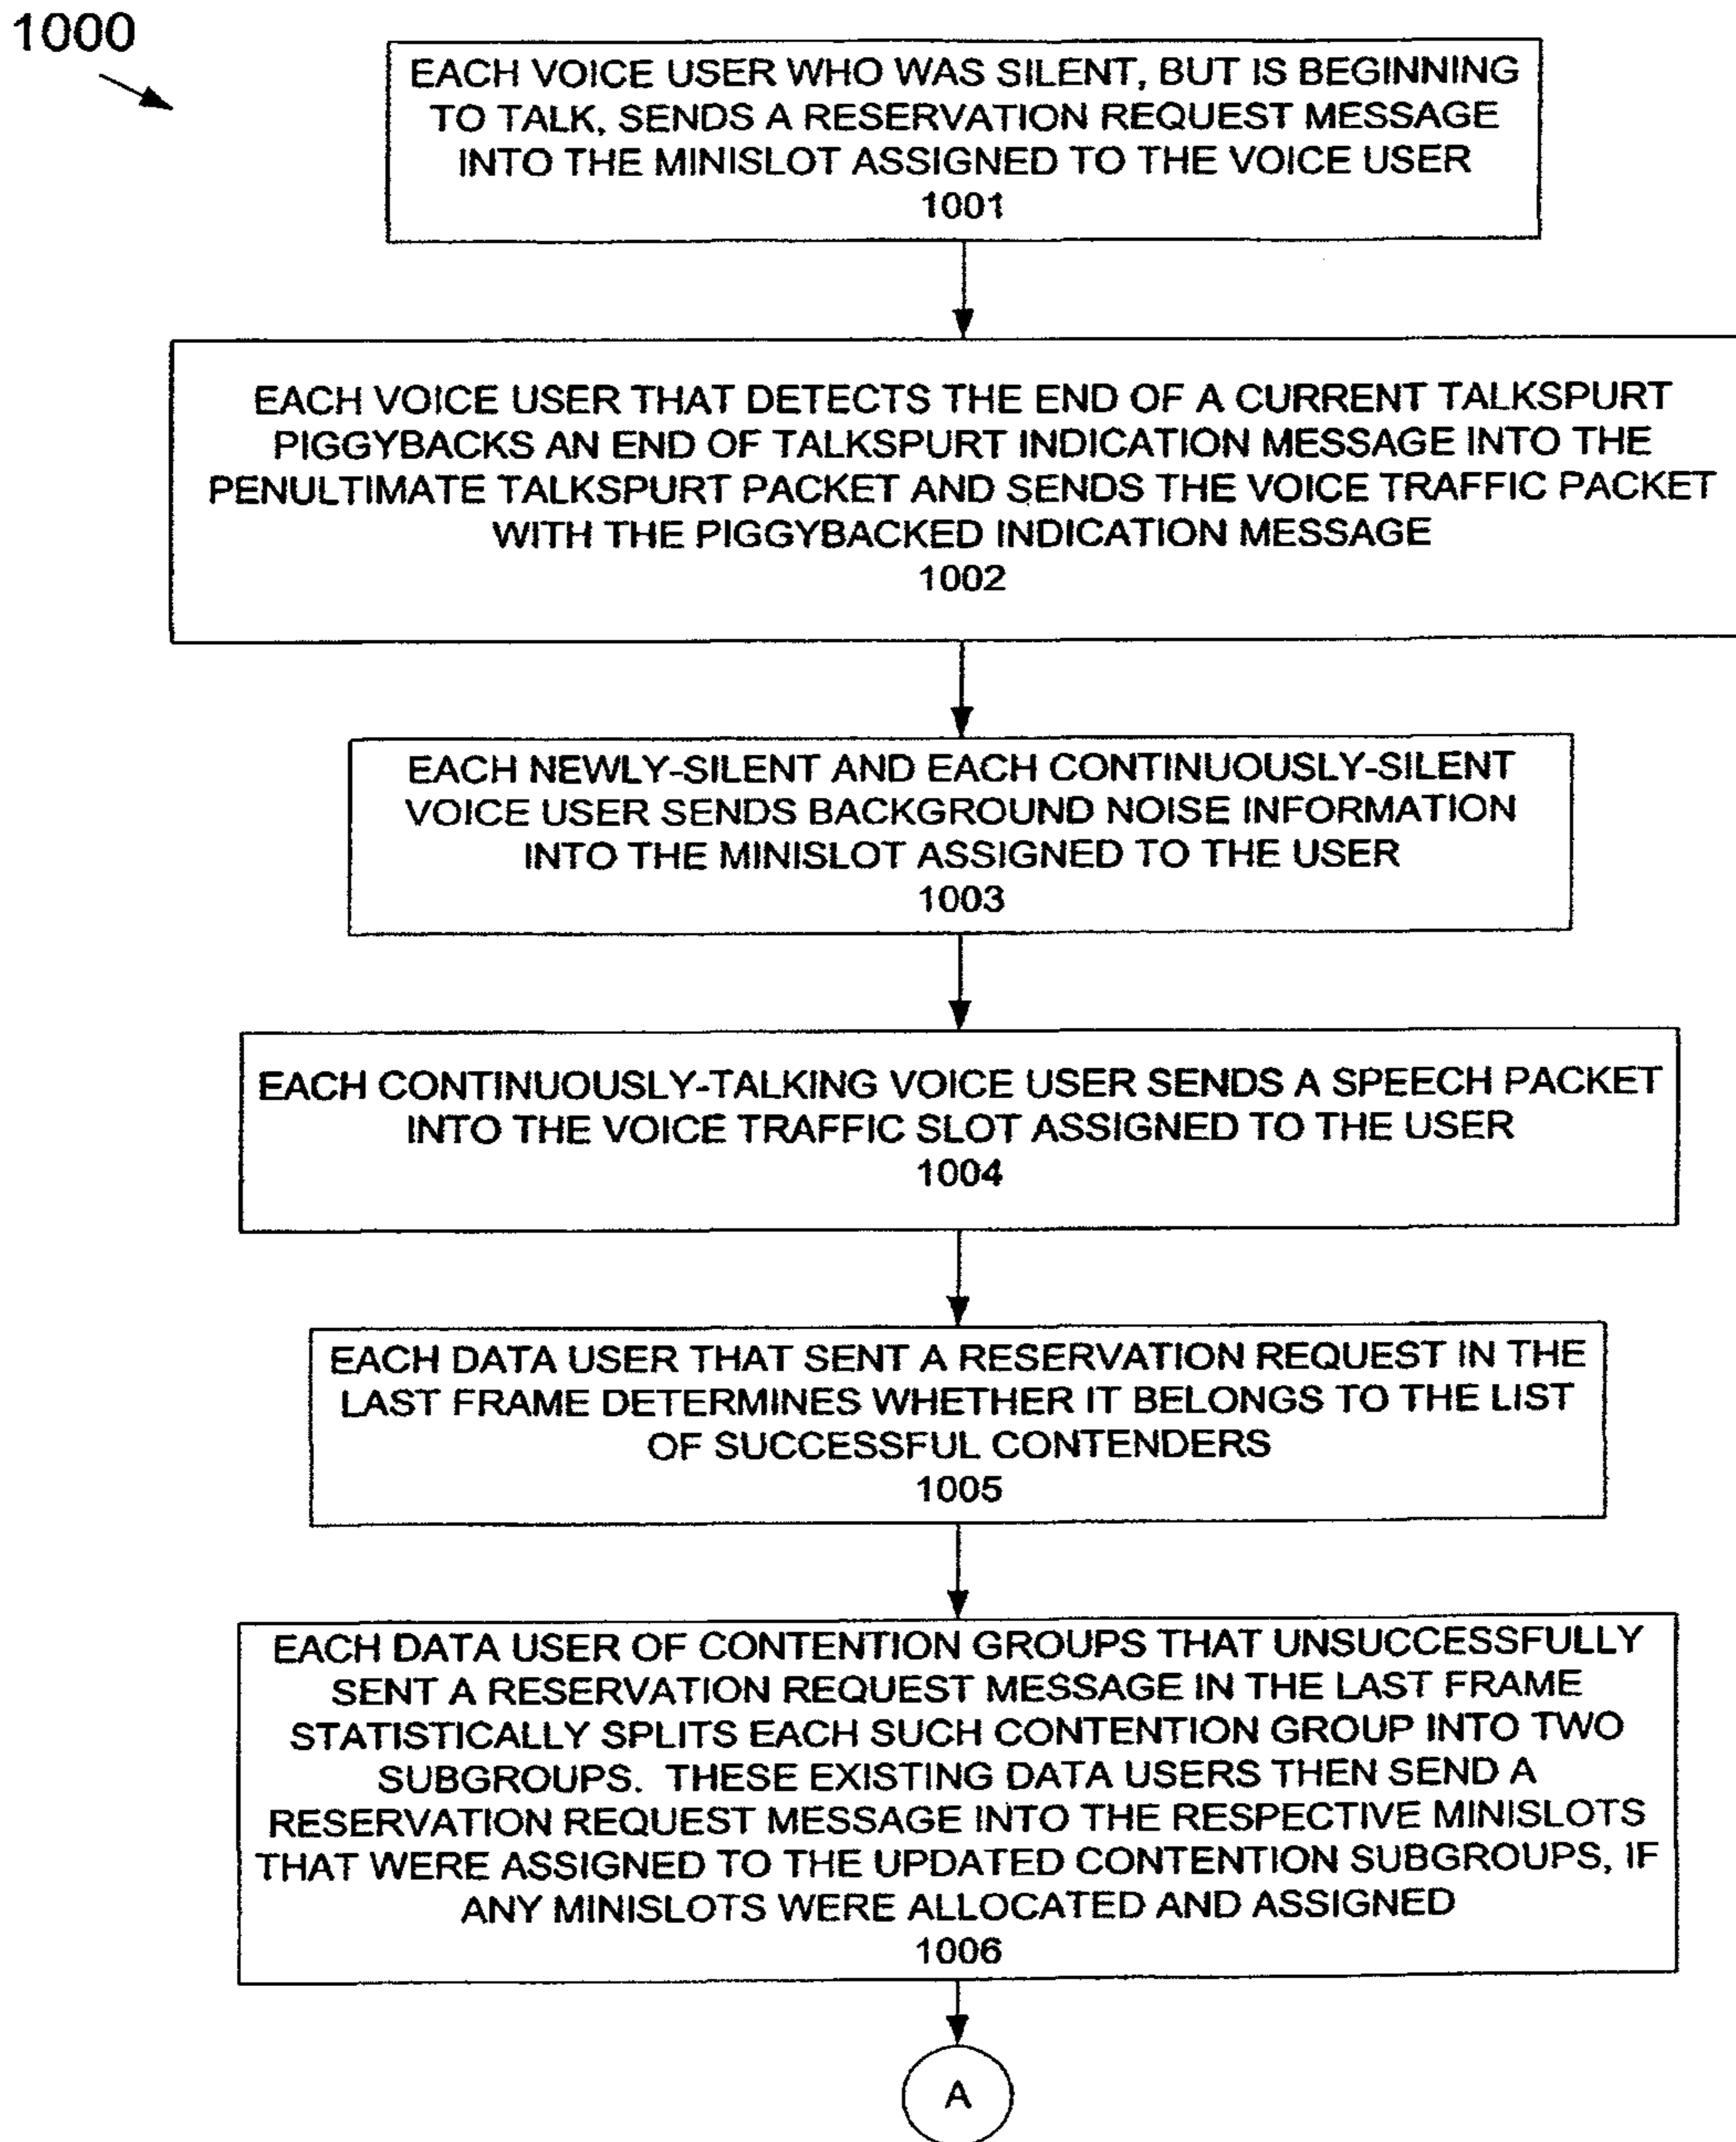 1000
EACH VOICE USER WHO WAS SILENT, BUT IS BEGINNING
TO TALK, SENDS A RESERVATION REQUEST MESSAGE
INTO THE MINISLOT ASSIGNED TO THE VOICE USER
1001
EACH VOICE USER THAT DETECTS THE END OF A CURRENT TALKSPURT
PIGGYBACKS AN END OF TALKSPURT INDICATION MESSAGE INTO THE
PENULTIMATE TALKSPURT PACKET AND SENDS THE VOICE TRAFFIC PACKET
WITH THE PIGGYBACKED INDICATION MESSAGE
1002
EACH NEWLY-SILENT AND EACH CONTINUOUSLY-SILENT
VOICE USER SENDS BACKGROUND NOISE INFORMATION
INTO THE MINISLOT ASSIGNED TO THE USER
1003
EACH CONTINUOUSLY-TALKING VOICE USER SENDS A SPEECH PACKET
INTO THE VOICE TRAFFIC SLOT ASSIGNED TO THE USER
1004
EACH DATA USER THAT SENT A RESERVATION REQUEST IN THE
LAST FRAME DETERMINES WHETHER IT BELONGS TO THE LIST
OF SUCCESSFUL CONTENDERS
1005
EACH DATA USER OF CONTENTION GROUPS THAT UNSUCCESSFULLY
SENT A RESERVATION REQUEST MESSAGE IN THE LAST FRAME
STATISTICALLY SPLITS EACH SUCH CONTENTION GROUP INTO TWO
SUBGROUPS. THESE EXISTING DATA USERS THEN SEND A
RESERVATION REQUEST MESSAGE INTO THE RESPECTIVE MINISLOTS
THAT WERE ASSIGNED TO THE UPDATED CONTENTION SUBGROUPS, IF
ANY MINISLOTS WERE ALLOCATED AND ASSIGNED
1006
A